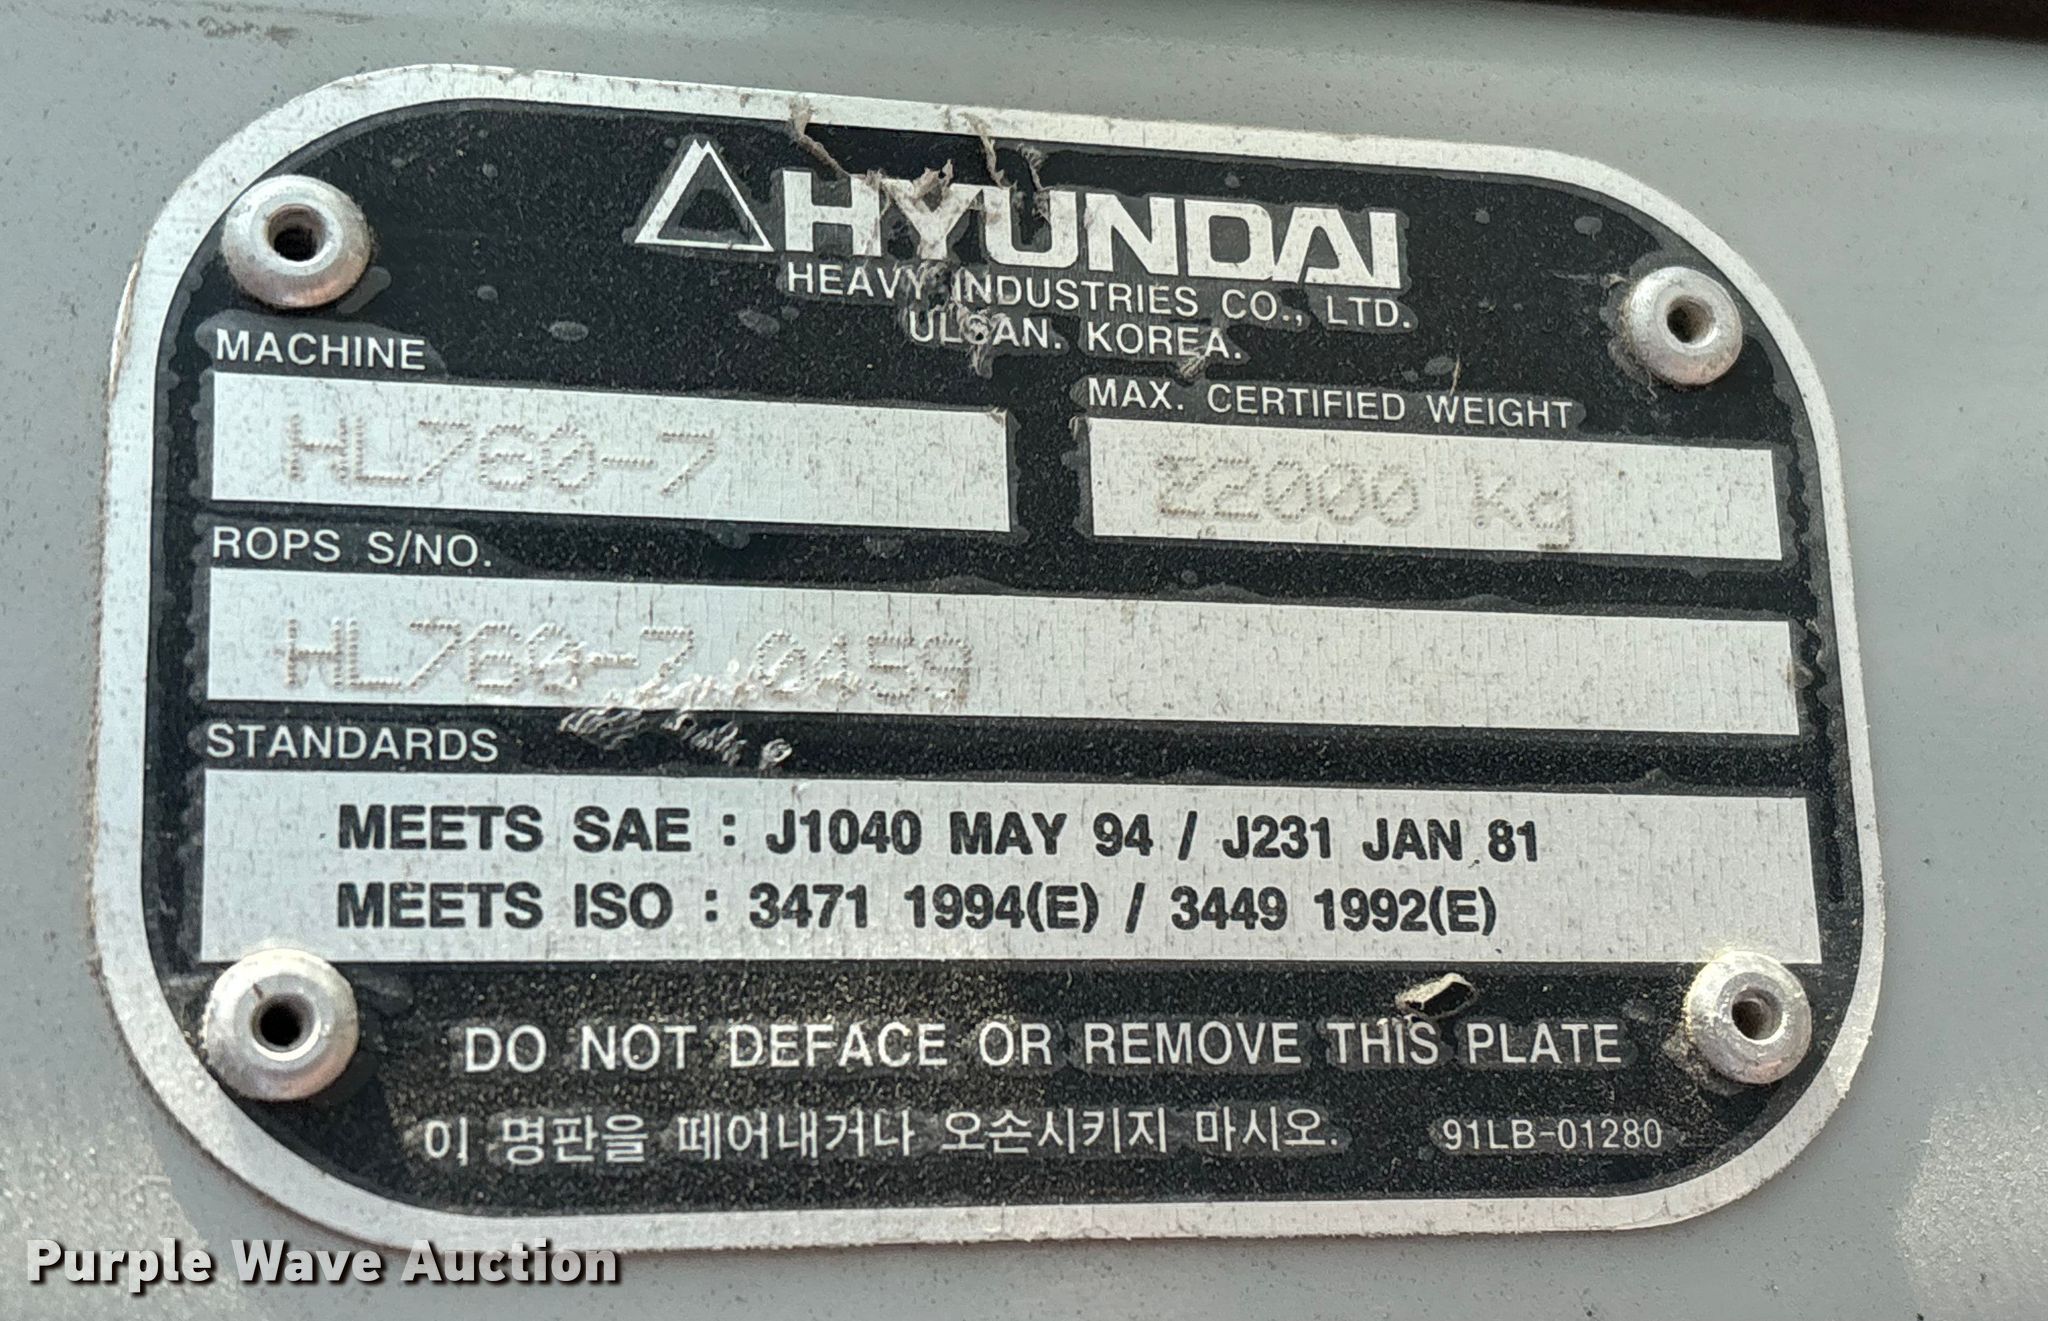 HYUNDAI
HEAVY INDUSTRIES CO., LTD.
ULSAN. KOREA.
MACHINE
HL760-7
MAX. CERTIFIED WEIGHT
22000 kg
ROPS S/NO.
HL760-7
STANDARDS
MEETS SAE : J1040 MAY 94 / J231 JAN 81
MEETS ISO : 3471 1994(E) / 3449 1992(E)
DO NOT DEFACE OR REMOVE THIS PLATE
이 명판을 떼어내거나 오손시키지 마시오.
91LB-01280
Purple Wave Auction